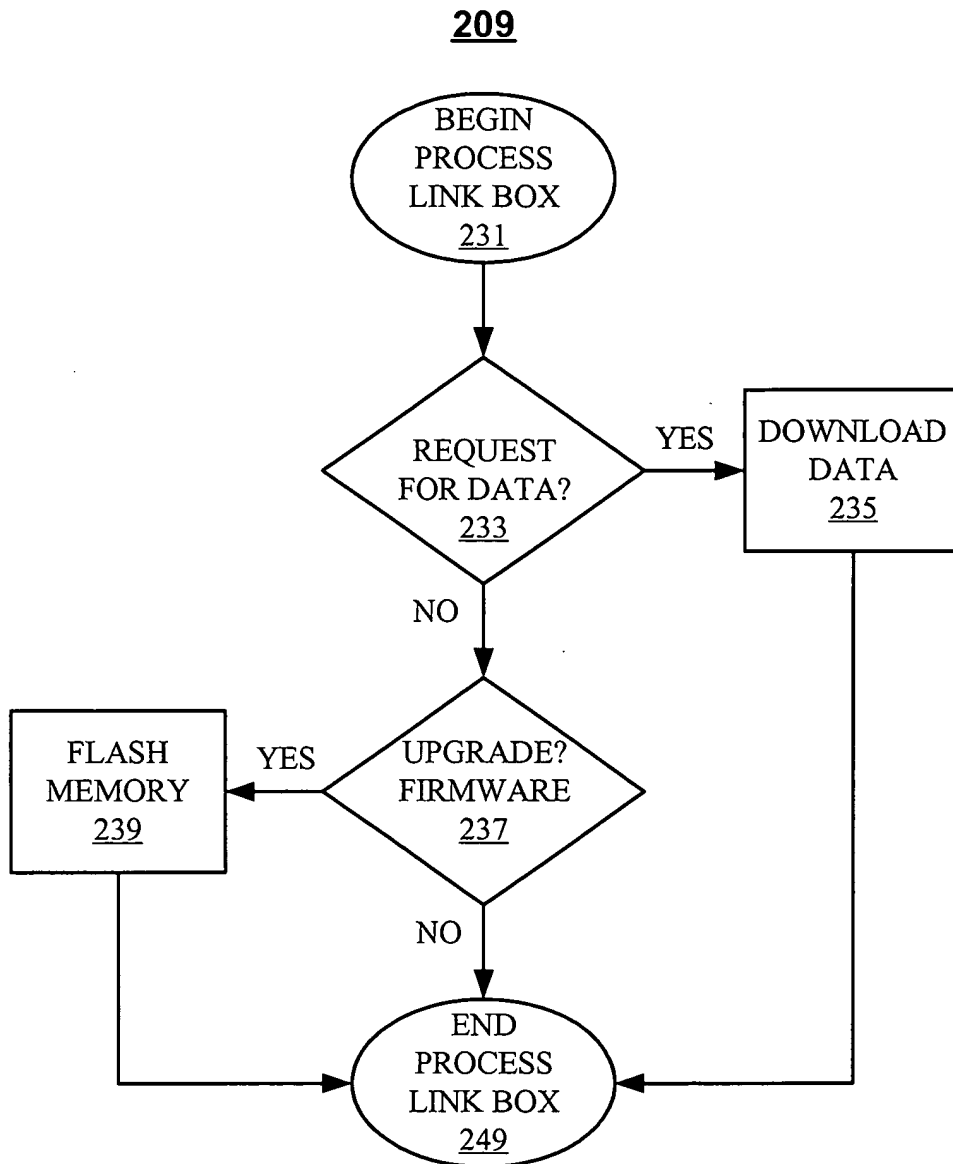 209
BEGIN
PROCESS
LINK BOX
231
REQUEST
FOR DATA?
233
YES
DOWNLOAD
DATA
235
NO
UPGRADE?
FIRMWARE
237
YES
FLASH
MEMORY
239
NO
END
PROCESS
LINK BOX
249